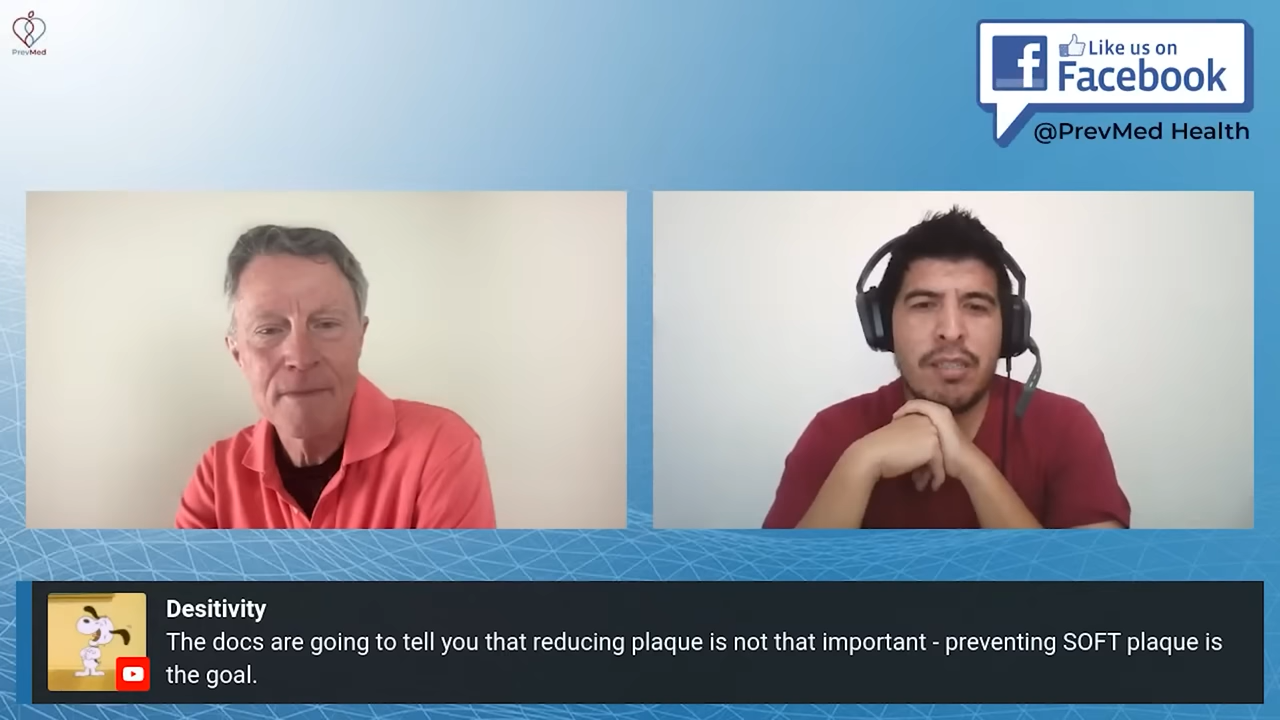 PrevMed
Like us on
Facebook
@PrevMed Health
Desitivity
The docs are going to tell you that reducing plaque is not that important - preventing SOFT plaque is
the goal.